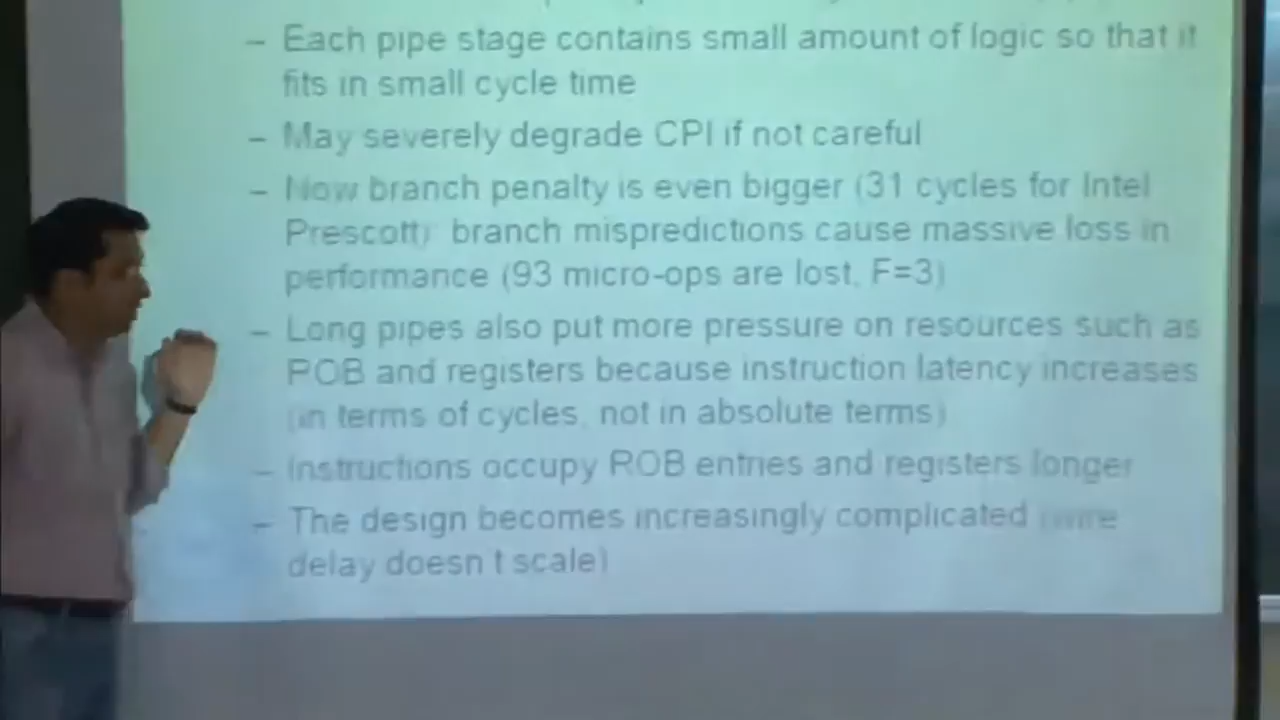 – Each pipe stage contains small amount of logic so that it
fits in small cycle time
– May severely degrade CPI if not careful
– Now branch penalty is even bigger (31 cycles for Intel
Prescott) branch mispredictions cause massive loss in
performance (93 micro-ops are lost, F=3)
– Long pipes also put more pressure on resources such as
ROB and registers because instruction latency increases
(in terms of cycles, not in absolute terms)
– Instructions occupy ROB entries and registers longer
– The design becomes increasingly complicated (wire
delay doesn t scale)